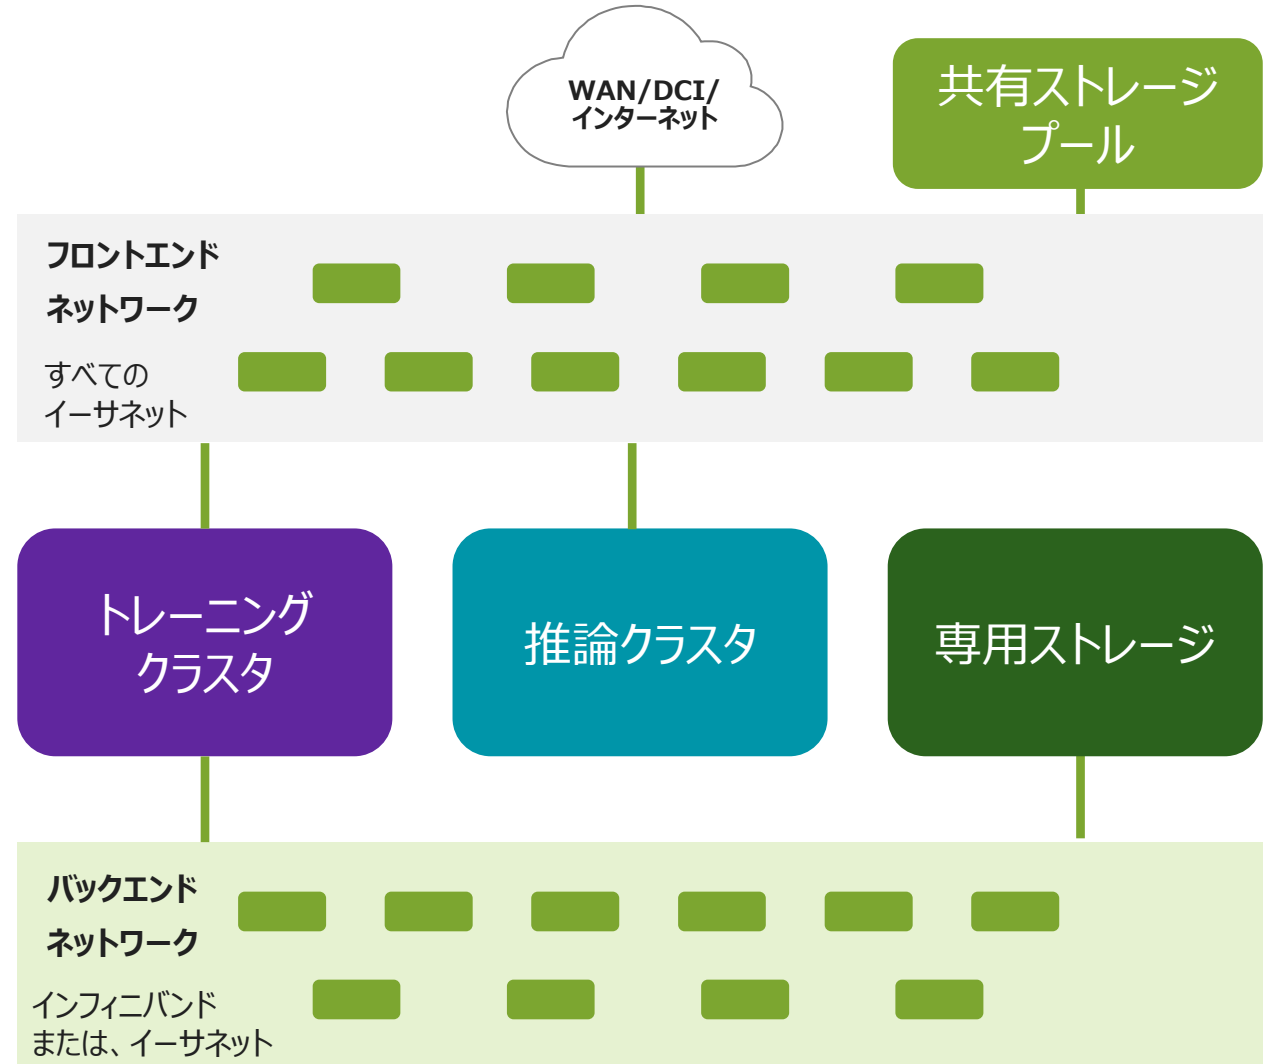 WAN/DCI/
インターネット
共有ストレージ
プール
フロントエンド
ネットワーク
すべての
イーサネット
トレーニング
クラスタ
推論クラスタ
専用ストレージ
バックエンド
ネットワーク
インフィニバンド
または、イーサネット